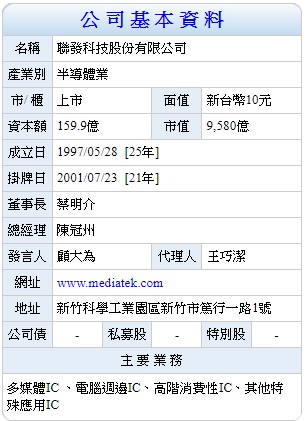 公司基本資料
名稱 聯發科技股份有限公司
產業別 半導體業
市/櫃 上市 面值 新台幣10元
資本額 159.9億 市值 9,580億
成立日 1997/05/28 [25年]
掛牌日 2001/07/23 [21年]
董事長 蔡明介
總經理 陳冠州
發言人 顧大為 代理人 王巧潔
網址 www.mediatek.com
地址 新竹科學工業園區新竹市篤行一路1號
公司債 - 私募股 - 特別股 -
主要業務
多媒體IC、電腦週邊IC、高階消費性IC、其他特
殊應用IC